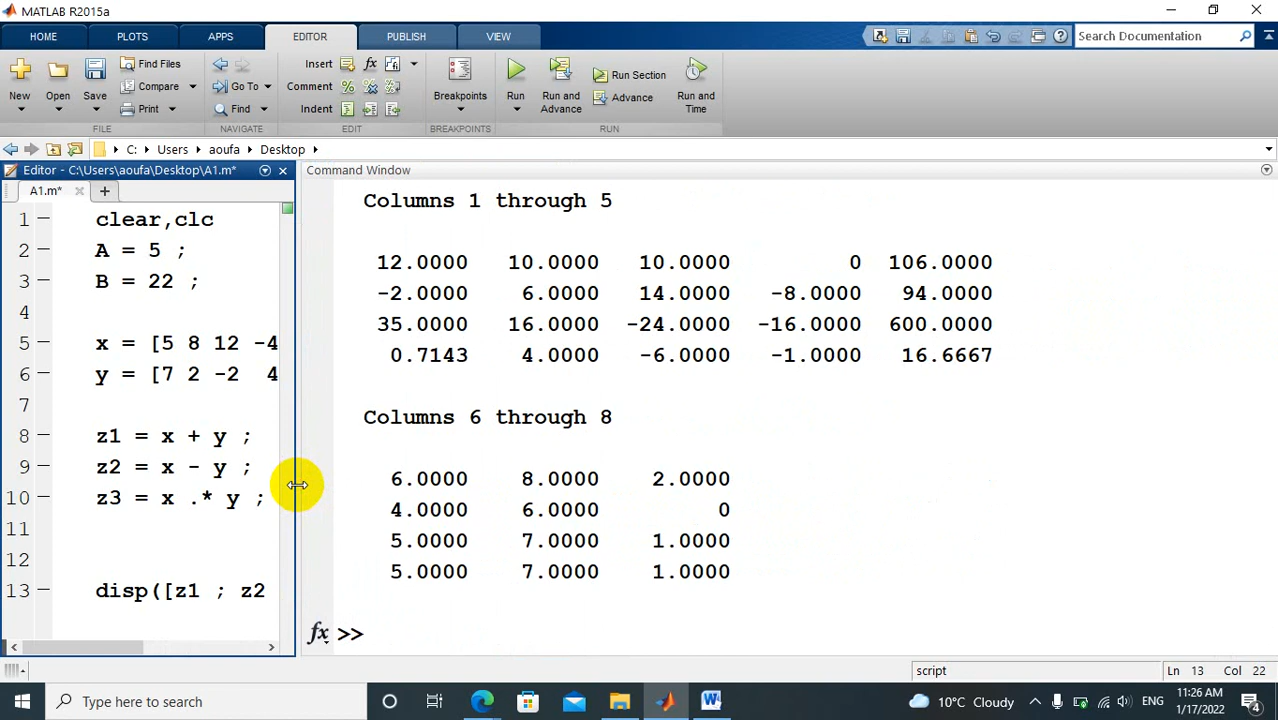 MATLAB R2015a
HOME PLOTS APPS EDITOR PUBLISH VIEW Search Documentation
New Open Save Find Files Compare Print Go To Find Insert Comment Indent fx Breakpoints Run Run and Advance Run Section Advance Run and Time
FILE NAVIGATE EDIT BREAKPOINTS RUN
C: Users aoufa Desktop
Editor - C:\Users\aoufa\Desktop\A1.m*
A1.m* +
1 clear,clc
2 A = 5 ;
3 B = 22 ;
4
5 x = [5 8 12 -4
6 y = [7 2 -2 4
7
8 z1 = x + y ;
9 z2 = x - y ;
10 z3 = x .* y ;
11
12
13 disp([z1 ; z2
Command Window
Columns 1 through 5
12.0000 10.0000 10.0000 0 106.0000
-2.0000 6.0000 14.0000 -8.0000 94.0000
35.0000 16.0000 -24.0000 -16.0000 600.0000
0.7143 4.0000 -6.0000 -1.0000 16.6667
Columns 6 through 8
6.0000 8.0000 2.0000
4.0000 6.0000 0
5.0000 7.0000 1.0000
5.0000 7.0000 1.0000
fx >>
script Ln 13 Col 22
Type here to search 10°C Cloudy ENG 11:26 AM
1/17/2022 4